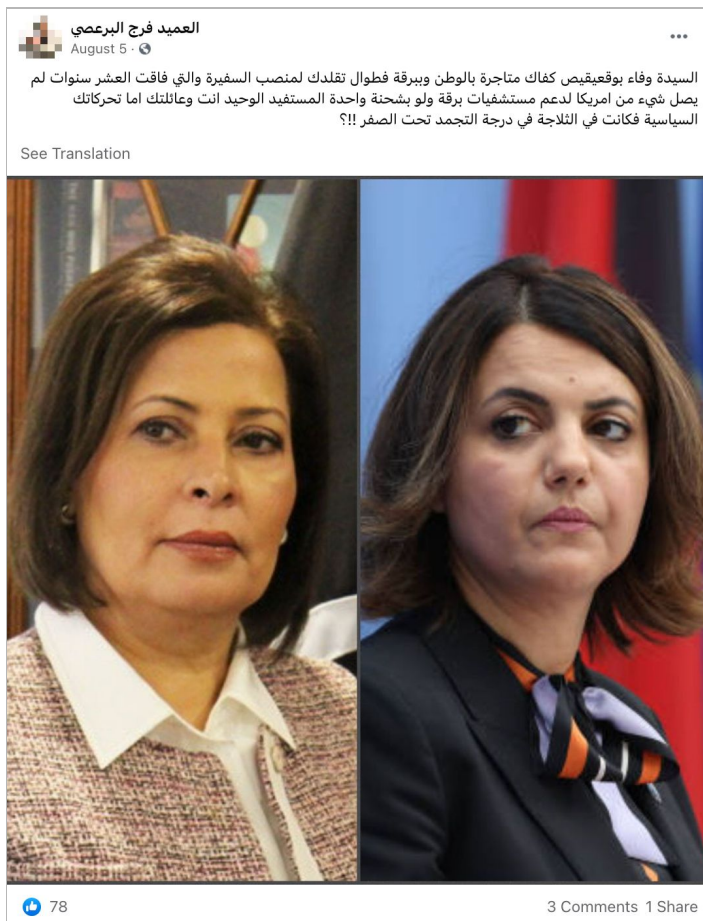 العميد فرج البرعصي
August 5 ·
السيدة وفاء بوقعيقيص كفاك متاجرة بالوطن وببرقة فطوال تقلدك لمنصب السفيرة والتي فاقت العشر سنوات لم
يصل شيء من امريكا لدعم مستشفيات برقة ولو بشحنة واحدة المستفيد الوحيد انت وعائلتك اما تحركاتك
السياسية فكانت في الثلاجة في درجة التجمد تحت الصفر !!؟
See Translation
78
3 Comments 1 Share